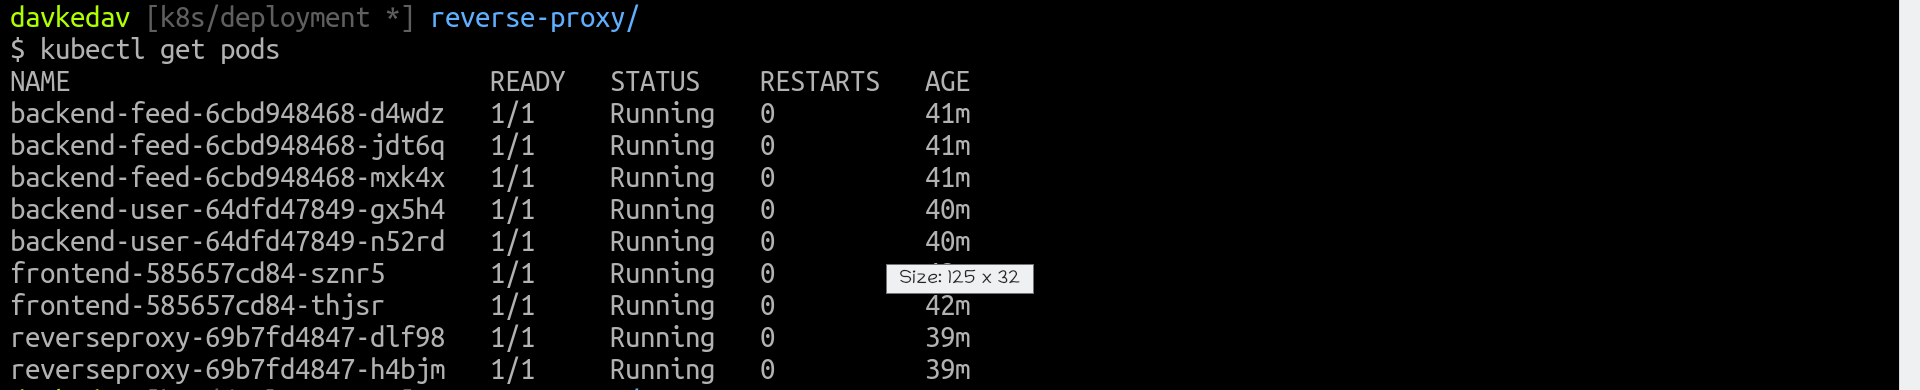 davkedav [k8s/deployment *] reverse-proxy/
$ kubectl get pods
NAME                            READY   STATUS    RESTARTS   AGE
backend-feed-6cbd948468-d4wdz   1/1     Running   0          41m
backend-feed-6cbd948468-jdt6q   1/1     Running   0          41m
backend-feed-6cbd948468-mxk4x   1/1     Running   0          41m
backend-user-64dfd47849-gx5h4   1/1     Running   0          40m
backend-user-64dfd47849-n52rd   1/1     Running   0          40m
frontend-585657cd84-sznr5       1/1     Running   0
Size: 125 x 32
frontend-585657cd84-thjsr       1/1     Running   0          42m
reverseproxy-69b7fd4847-dlf98   1/1     Running   0          39m
reverseproxy-69b7fd4847-h4bjm   1/1     Running   0          39m